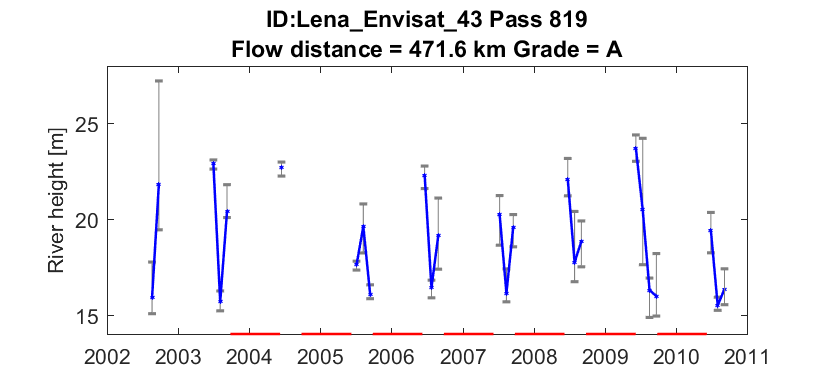 ID:Lena_Envisat_43 Pass 819
Flow distance = 471.6 km Grade = A
River height [m]
25
20
15
2002 2003 2004 2005 2006 2007 2008 2009 2010 2011